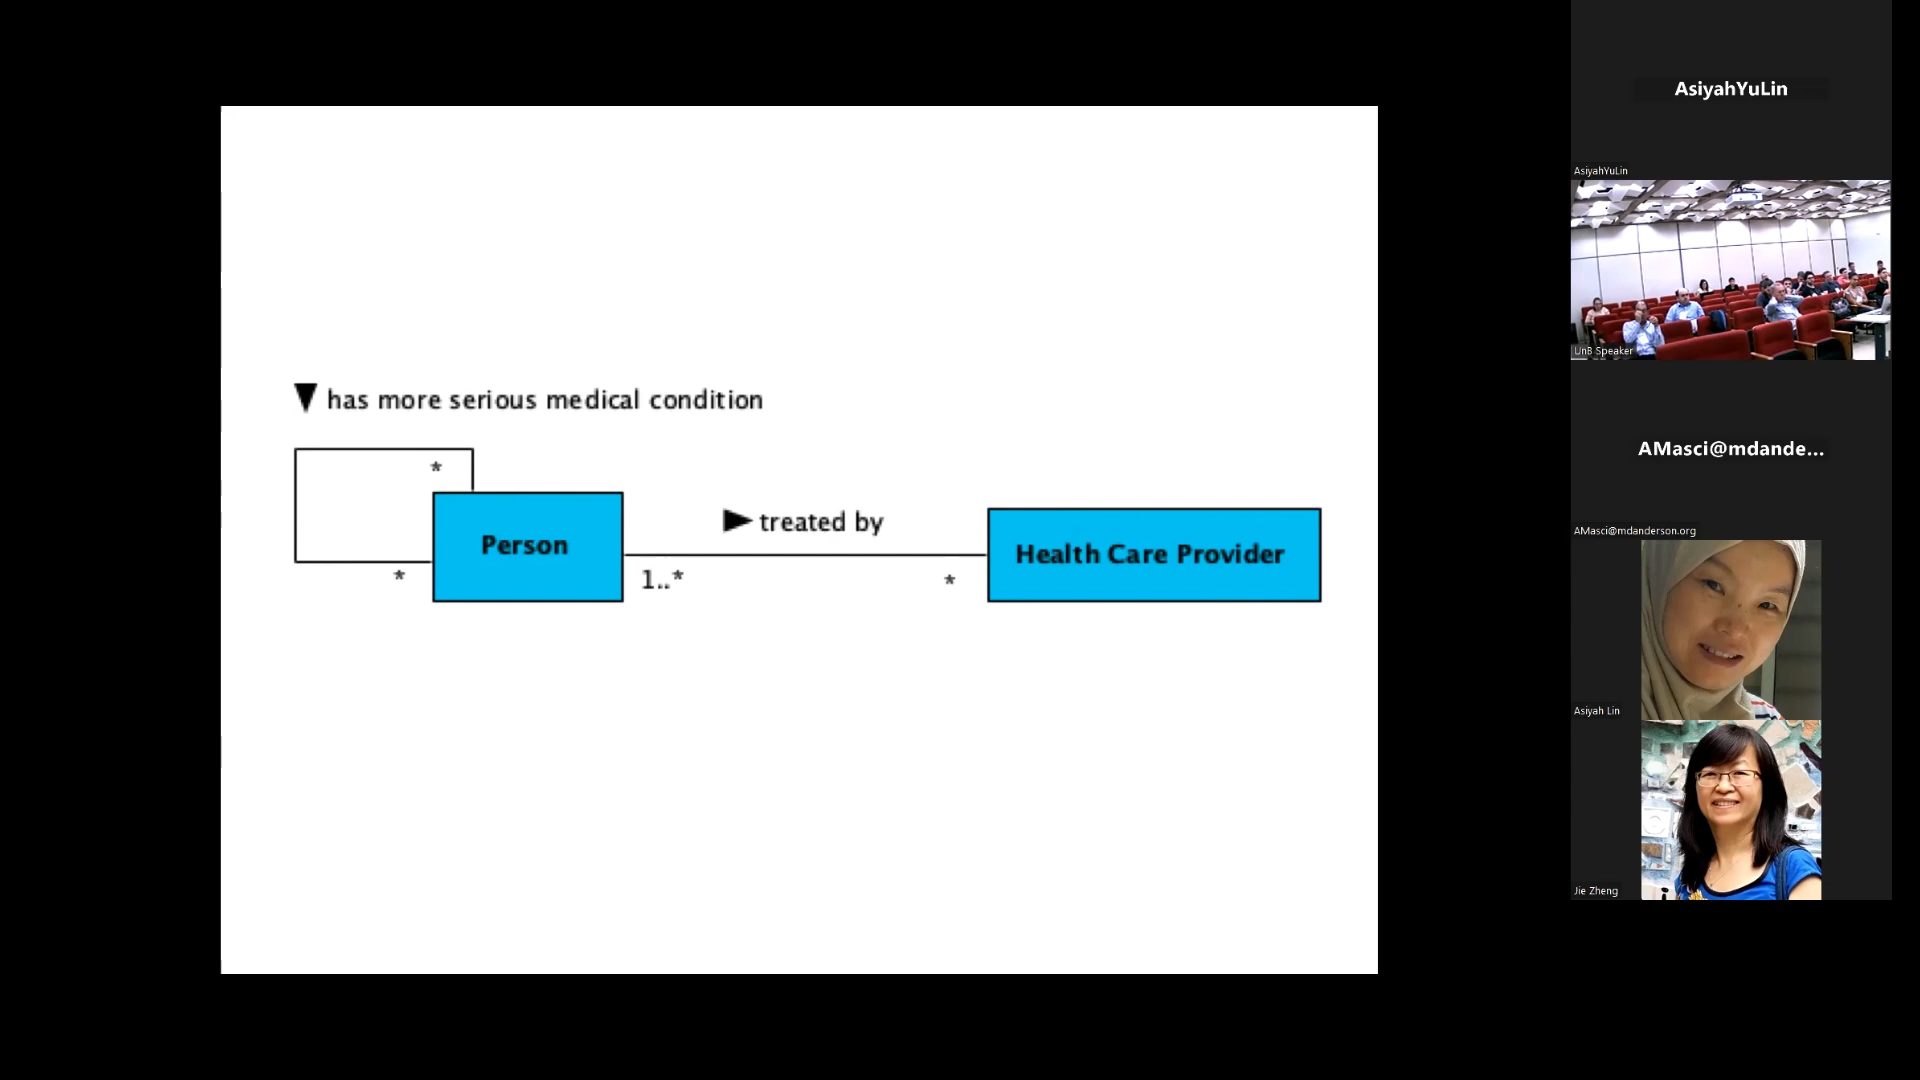 has more serious medical condition
*
Person
*
treated by
1..*
*
Health Care Provider
AsiyahYuLin
AsiyahYuLin
UnB Speaker
AMasci@mdande...
AMasci@mdanderson.org
Asiyah Lin
Jie Zheng